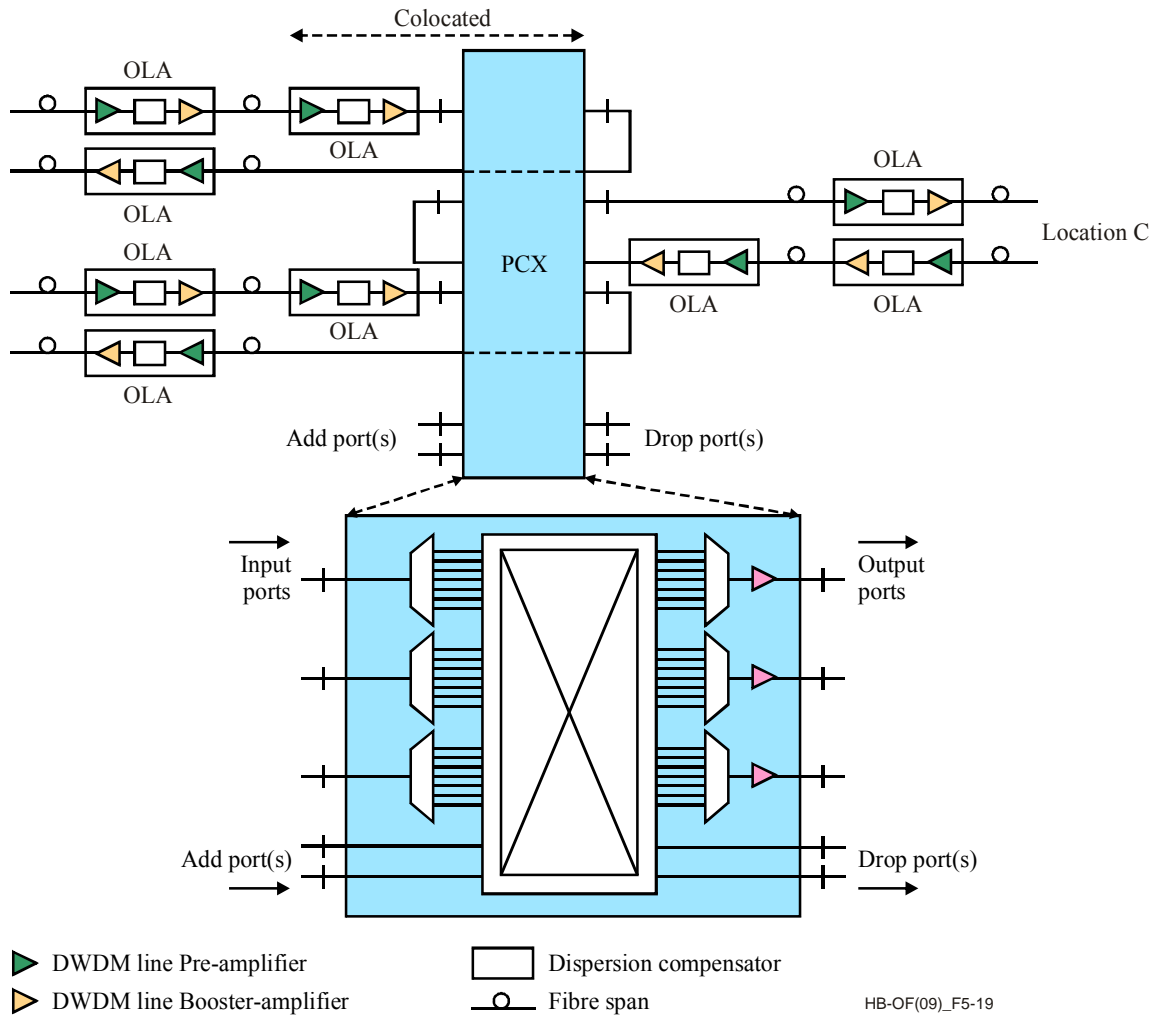 Colocated
OLA
OLA
OLA
OLA
Location C
OLA
PCX
OLA
OLA
OLA
OLA
OLA
Add port(s)
Drop port(s)
Input
ports
Output
ports
Add port(s)
Drop port(s)
DWDM line Pre-amplifier
Dispersion compensator
DWDM line Booster-amplifier
Fibre span
HB-OF(09)_F5-19